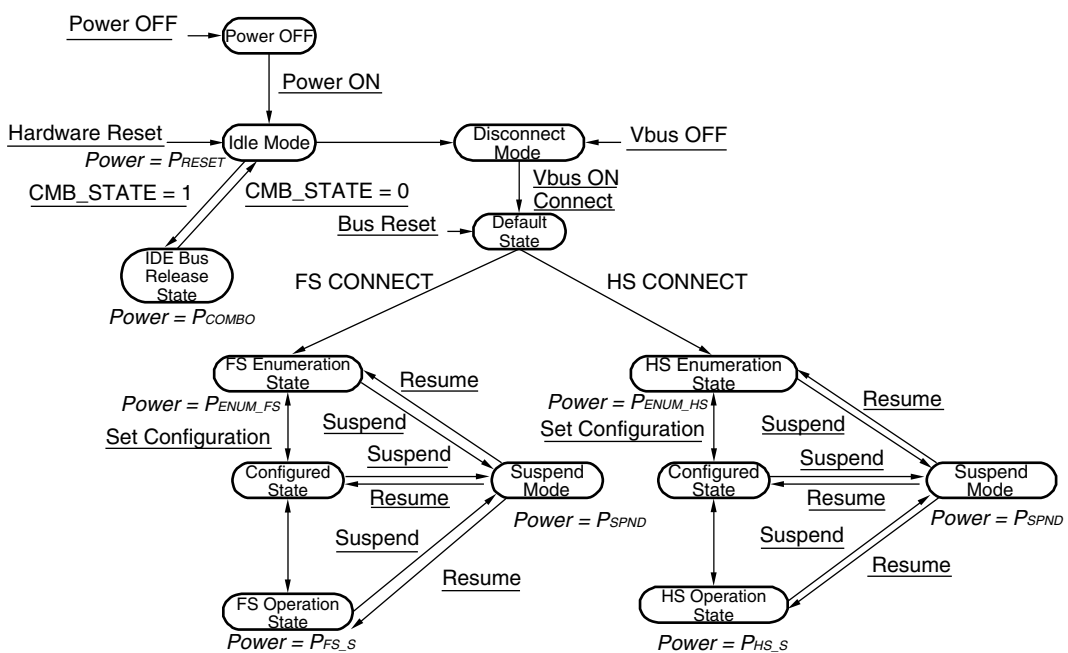 Power OFF
Power OFF
Power ON
Hardware Reset
Idle Mode
Disconnect
Mode
Vbus OFF
Power = PRESET
CMB_STATE = 1
CMB_STATE = 0
Vbus ON
Connect
Bus Reset
Default
State
IDE Bus
Release
State
Power = PCOMBO
FS CONNECT
HS CONNECT
FS Enumeration
State
Resume
Power = PENUM_FS
Suspend
Set Configuration
Suspend
Configured
State
Resume
Suspend
Mode
Power = PSPND
Suspend
Resume
FS Operation
State
Power = PFS_S
HS Enumeration
State
Resume
Power = PENUM_HS
Suspend
Set Configuration
Suspend
Configured
State
Resume
Suspend
Mode
Power = PSPND
Suspend
Resume
HS Operation
State
Power = PHS_S